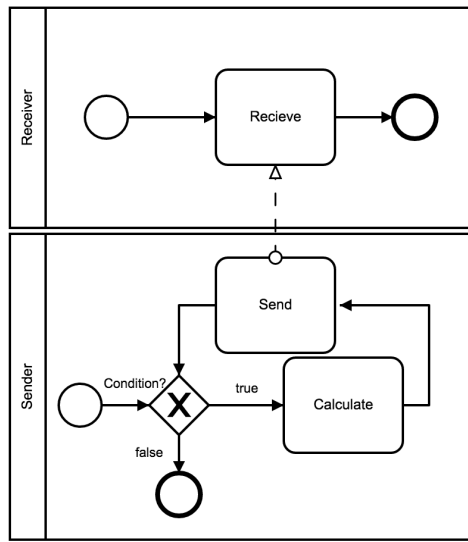 Receiver
Recieve
Sender
Send
Condition?
true
Calculate
false